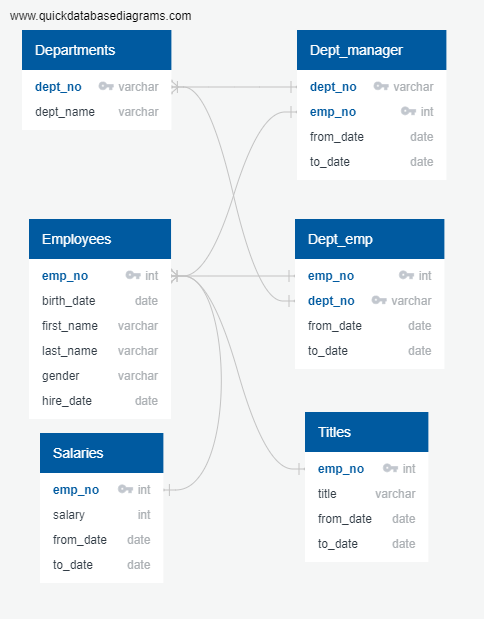 www.quickdatabasediagrams.com
Departments
dept_no varchar
dept_name varchar
Dept_manager
dept_no varchar
emp_no int
from_date date
to_date date
Employees
emp_no int
birth_date date
first_name varchar
last_name varchar
gender varchar
hire_date date
Dept_emp
emp_no int
dept_no varchar
from_date date
to_date date
Salaries
emp_no int
salary int
from_date date
to_date date
Titles
emp_no int
title varchar
from_date date
to_date date